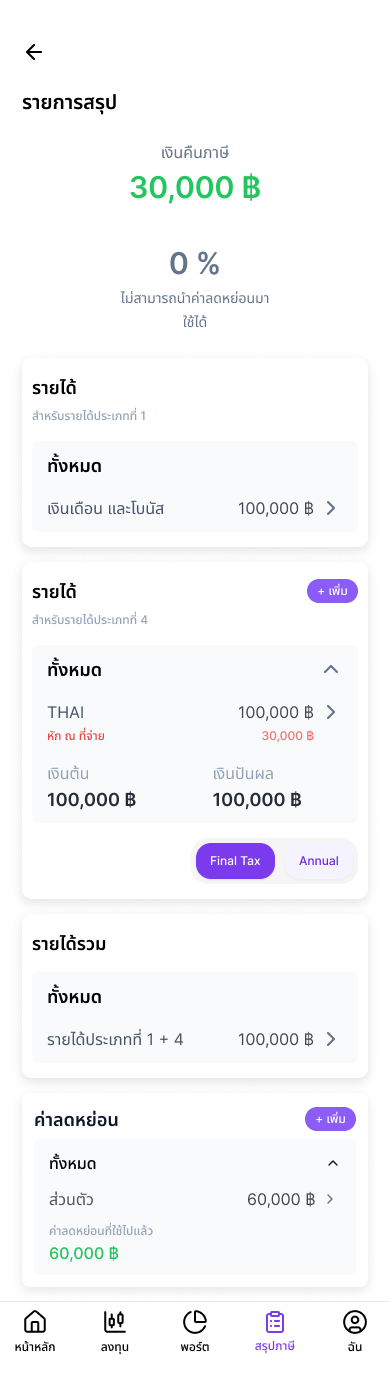 รายการสรุป
เงินคืนภาษี
30,000 ฿
0 %
ไม่สามารถนำค่าลดหย่อนมา
ใช้ได้
รายได้
สำหรับรายได้ประเภทที่ 1
ทั้งหมด
เงินเดือน และโบนัส 100,000 ฿
รายได้ + เพิ่ม
สำหรับรายได้ประเภทที่ 4
ทั้งหมด
THAI 100,000 ฿
หัก ณ ที่จ่าย 30,000 ฿
เงินต้น เงินปันผล
100,000 ฿ 100,000 ฿
Final Tax Annual
รายได้รวม
ทั้งหมด
รายได้ประเภทที่ 1 + 4 100,000 ฿
ค่าลดหย่อน + เพิ่ม
ทั้งหมด
ส่วนตัว 60,000 ฿
ค่าลดหย่อนที่ใช้ไปแล้ว
60,000 ฿
หน้าหลัก ลงทุน พอร์ต สรุปภาษี ฉัน